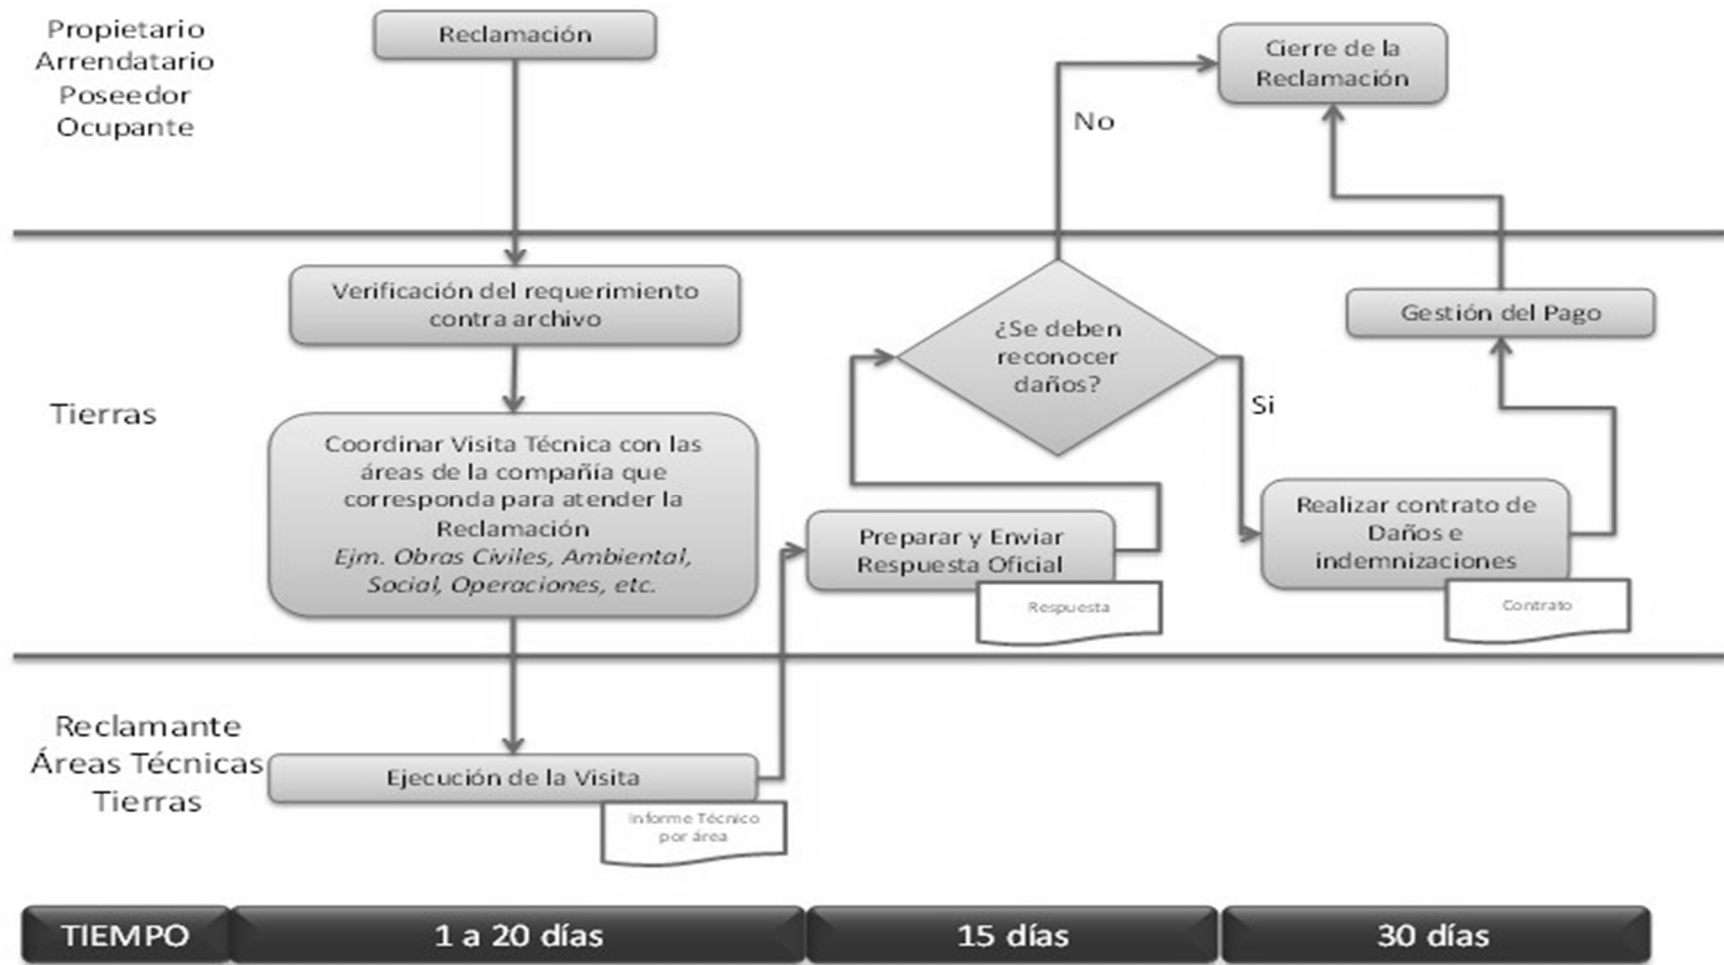 Propietario
Arrendatario
Poseedor
Ocupante
Reclamación
Cierre de la
Reclamación
No
Tierras
Verificación del requerimiento
contra archivo
Coordinar Visita Técnica con las
áreas de la compañía que
corresponda para atender la
Reclamación
Ejm. Obras Civiles, Ambiental,
Social, Operaciones, etc.
¿Se deben
reconocer
daños?
Si
Gestión del Pago
Preparar y Enviar
Respuesta Oficial
Respuesta
Realizar contrato de
Daños e
indemnizaciones
Contrato
Reclamante
Áreas Técnicas
Tierras
Ejecución de la Visita
Informe Técnico
por área
TIEMPO
1 a 20 días
15 días
30 días